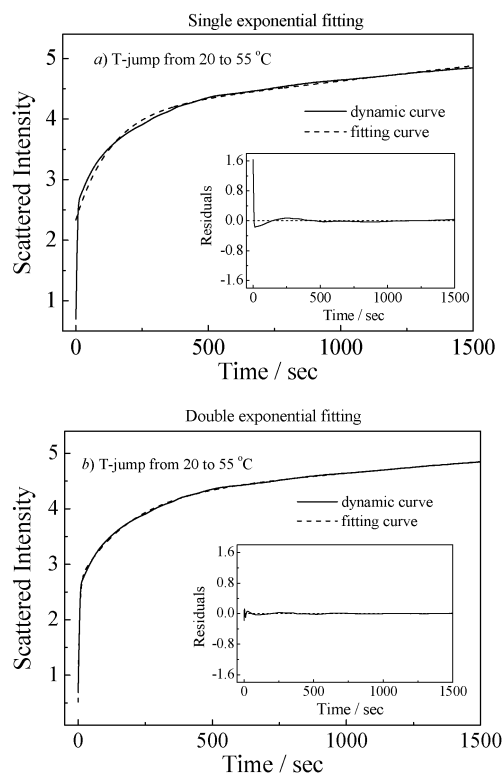 Single exponential fitting
a) T-jump from 20 to 55 °C
dynamic curve
fitting curve
Scattered Intensity
5
4
3
2
1
Residuals
1.6
0.8
0.0
-0.8
-1.6
0 500 1000 1500
0 500 1000 1500
Time / sec
Double exponential fitting
b) T-jump from 20 to 55 °C
dynamic curve
fitting curve
Scattered Intensity
5
4
3
2
1
Residuals
1.6
0.8
0.0
-0.8
-1.6
0 500 1000 1500
0 500 1000 1500
Time / sec